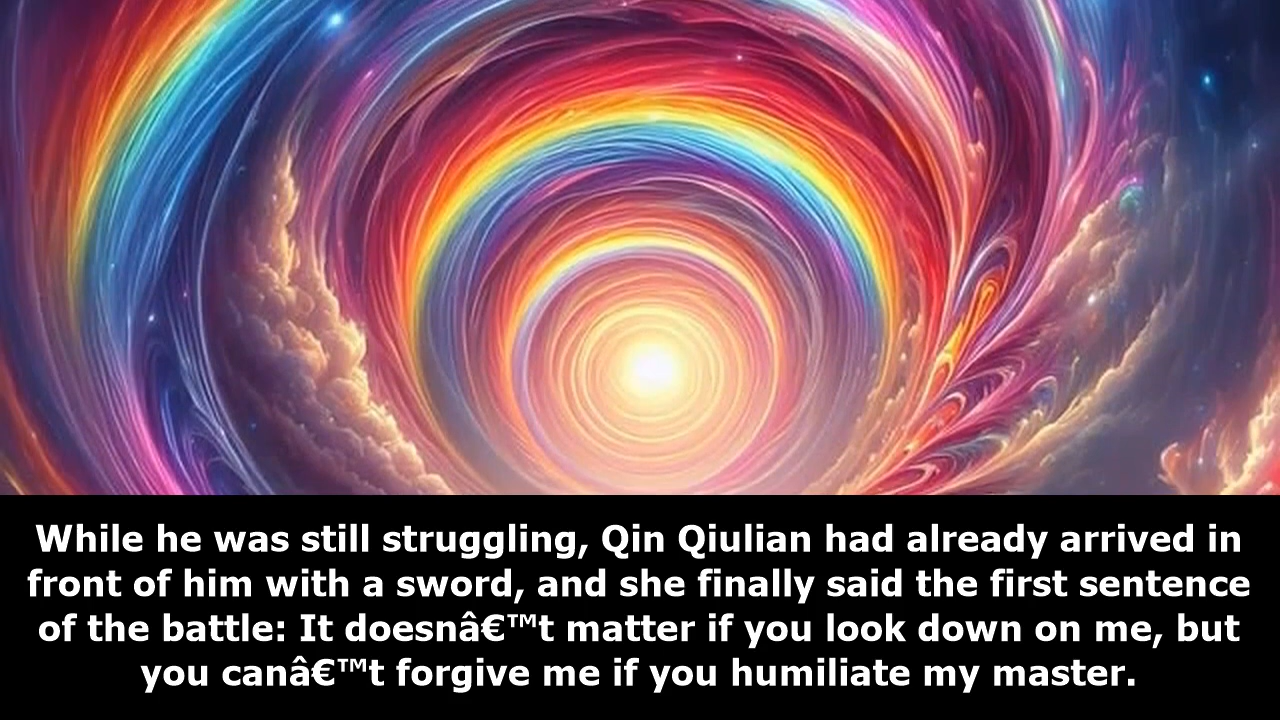 While he was still struggling, Qin Qiulian had already arrived in
front of him with a sword, and she finally said the first sentence
of the battle: It doesnâ€™t matter if you look down on me, but
you canâ€™t forgive me if you humiliate my master.